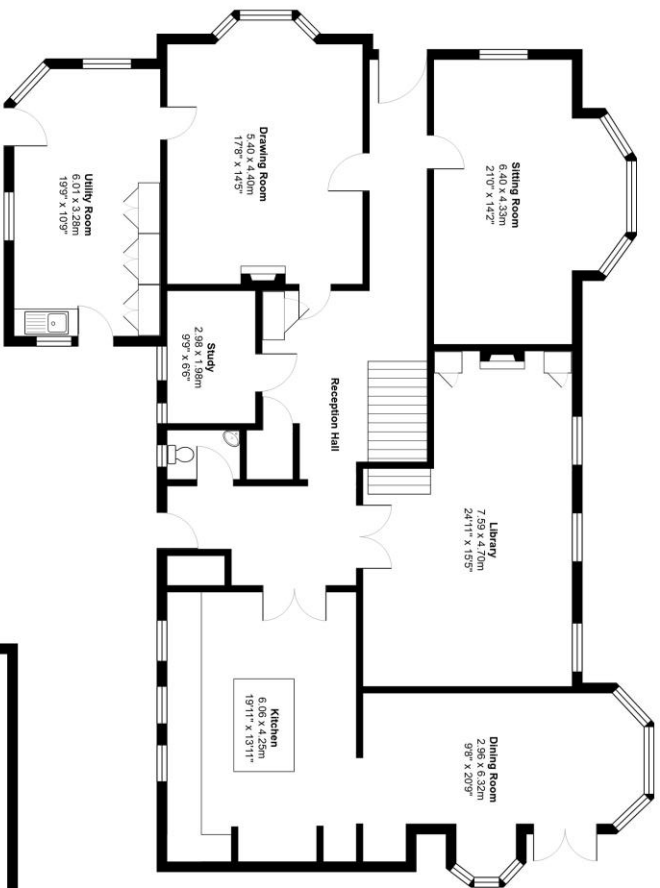 Sitting Room
6.40 x 4.33m
21'0" x 14'2"
Drawing Room
5.40 x 4.40m
17'8" x 14'5"
Utility Room
6.01 x 3.28m
19'9" x 10'9"
Study
2.98 x 1.98m
9'9" x 6'6"
Reception Hall
Library
7.59 x 4.70m
24'11" x 15'5"
Kitchen
6.06 x 4.25m
19'11" x 13'11"
Dining Room
2.96 x 6.32m
9'8" x 20'9"